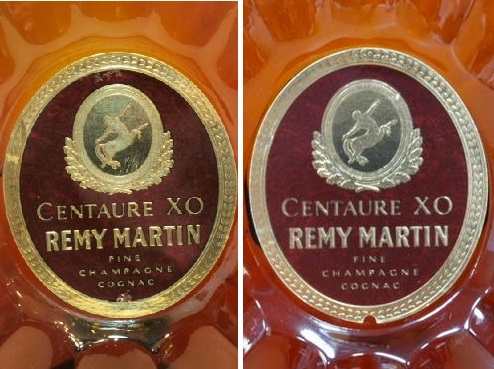 CENTAURE XO
REMY MARTIN
FINE
CHAMPAGNE
COGNAC
CENTAURE XO
REMY MARTIN
FINE
CHAMPAGNE
COGNAC